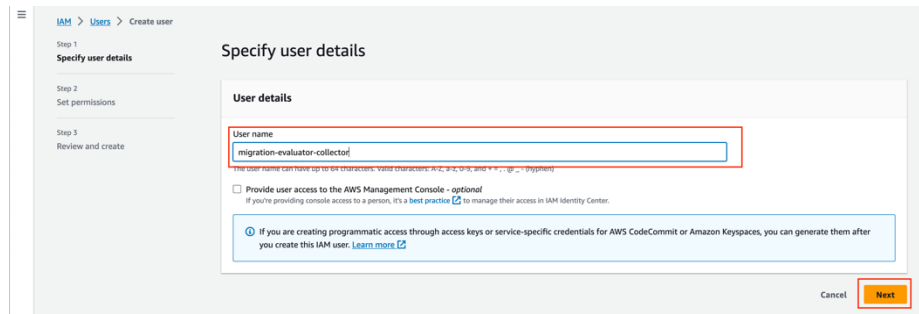 IAM > Users > Create user
Step 1
Specify user details
Step 2
Set permissions
Step 3
Review and create
Specify user details
User details
User name
migration-evaluator-collector
The user name can have up to 64 characters. Valid characters: A-Z, a-z, 0-9, and + = , . @ _ - (hyphen)
Provide user access to the AWS Management Console - optional
If you're providing console access to a person, it's a best practice to manage their access in IAM Identity Center.
If you are creating programmatic access through access keys or service-specific credentials for AWS CodeCommit or Amazon Keyspaces, you can generate them after
you create this IAM user. Learn more
Cancel
Next